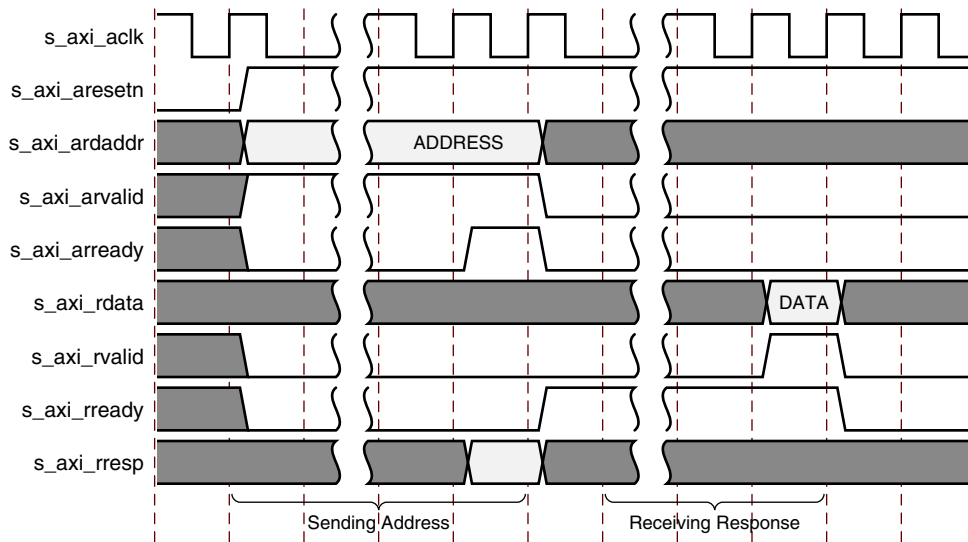 s_axi_aclk
s_axi_aresetn
s_axi_ardaddr
ADDRESS
s_axi_arvalid
s_axi_arready
s_axi_rdata
DATA
s_axi_rvalid
s_axi_rready
s_axi_rresp
Sending Address
Receiving Response